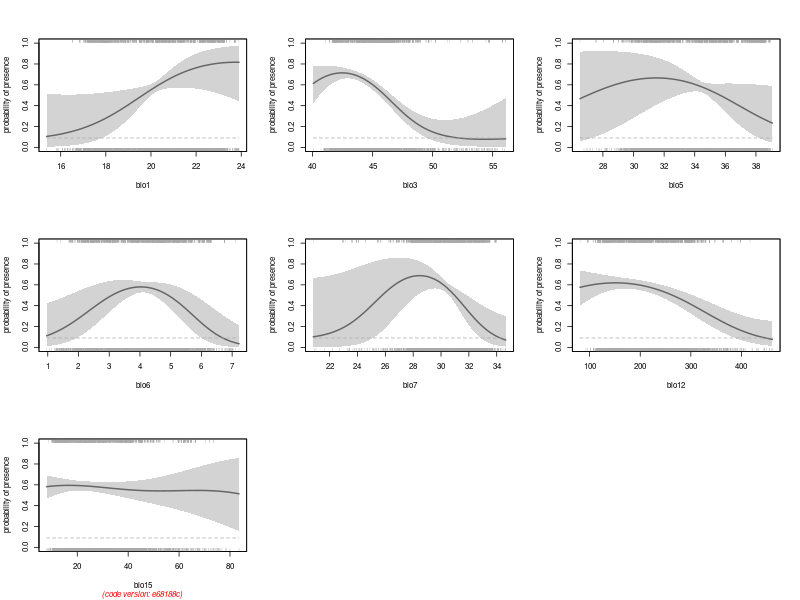 probability of presence
0.0 0.2 0.4 0.6 0.8 1.0
16 18 20 22 24
bio1
probability of presence
0.0 0.2 0.4 0.6 0.8 1.0
40 45 50 55
bio3
probability of presence
0.0 0.2 0.4 0.6 0.8 1.0
28 30 32 34 36 38
bio5
probability of presence
0.0 0.2 0.4 0.6 0.8 1.0
1 2 3 4 5 6 7
bio6
probability of presence
0.0 0.2 0.4 0.6 0.8 1.0
22 24 26 28 30 32 34
bio7
probability of presence
0.0 0.2 0.4 0.6 0.8 1.0
100 200 300 400
bio12
probability of presence
0.0 0.2 0.4 0.6 0.8 1.0
20 40 60 80
bio15
(code version: e68188c)